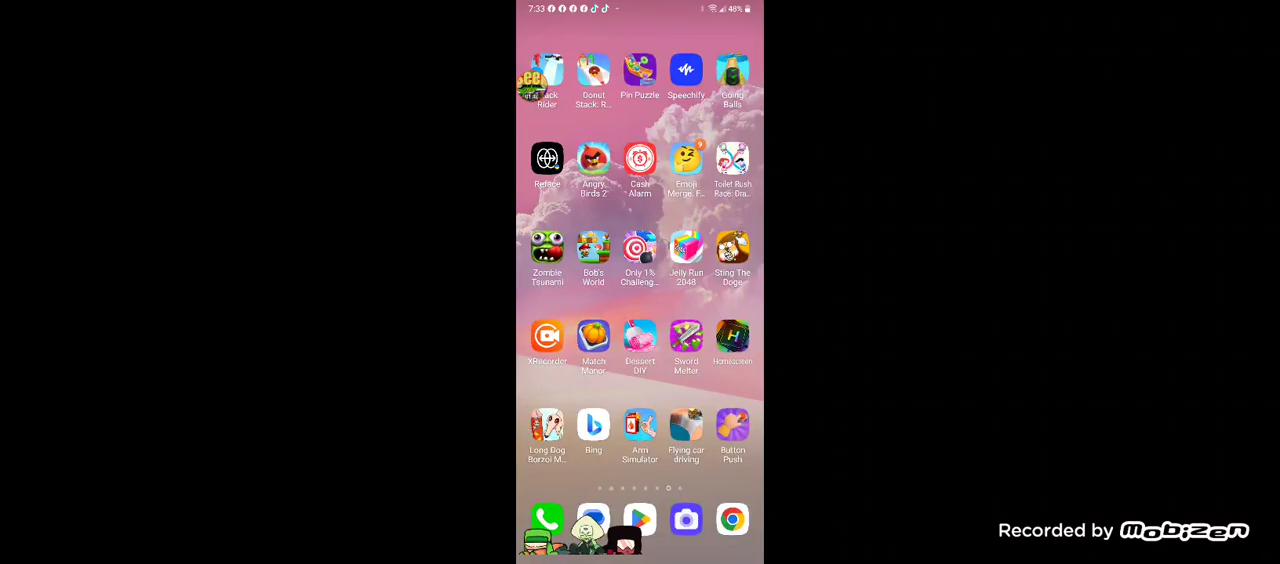 7:33
48%
ack Rider
Donut Stack: R...
Pin Puzzle
Speechify
Going Balls
Reface
Angry Birds 2
Cash Alarm
9
Emoji Merge: F...
Toilet Rush Race: Dra...
Zombie Tsunami
Bob's World
Only 1% Challeng...
Jelly Run 2048
Sting The Doge
XRecorder
Match Manor
Dessert DIY
Sword Melter
H
Homescreen
Long Dog Borzoi M...
Bing
Arm Simulator
Flying car driving
Button Push
Recorded by mobizen